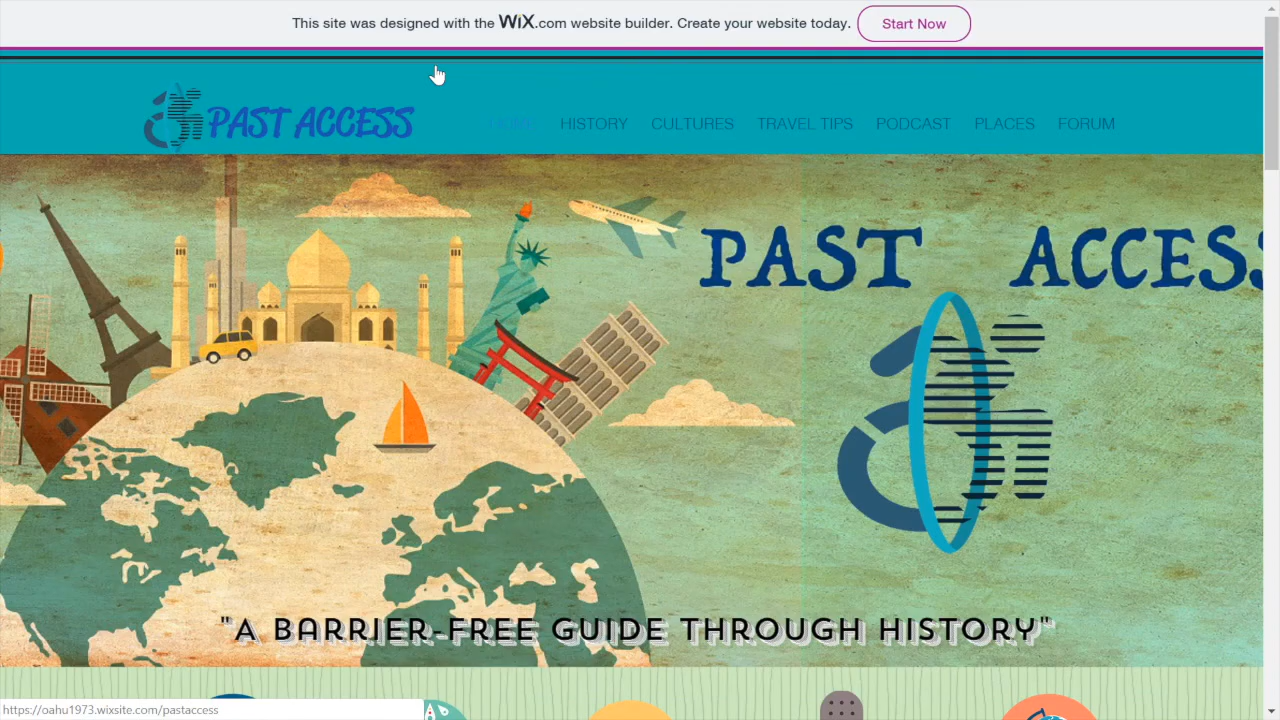 This site was designed with the WiX.com website builder. Create your website today. Start Now
PAST ACCESS
HOME HISTORY CULTURES TRAVEL TIPS PODCAST PLACES FORUM
PAST ACCESS
"A BARRIER-FREE GUIDE THROUGH HISTORY"
https://oahu1973.wixsite.com/pastaccess